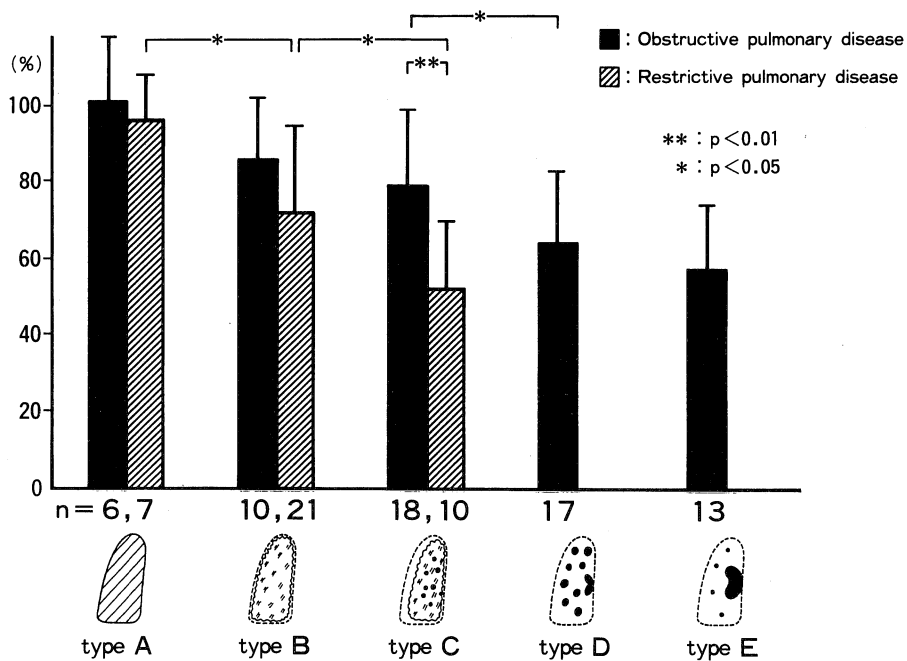 *
■ : Obstructive pulmonary disease
(%)
*
*
**
▨ : Restrictive pulmonary disease
100
** : p<0.01
* : p<0.05
80
60
40
20
0
n = 6,7 10,21 18,10 17 13
type A type B type C type D type E